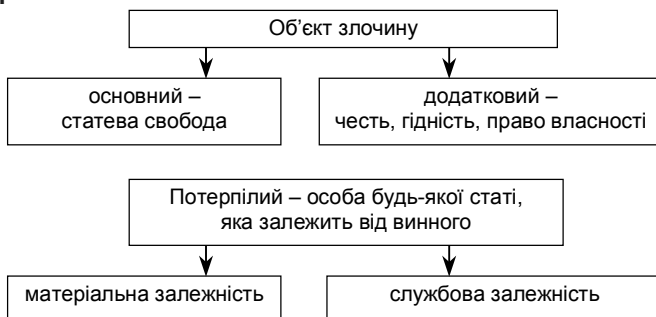 Об’єкт злочину
основний –
статева свобода
додатковий –
честь, гідність, право власності
Потерпілий – особа будь-якої статі,
яка залежить від винного
матеріальна залежність
службова залежність